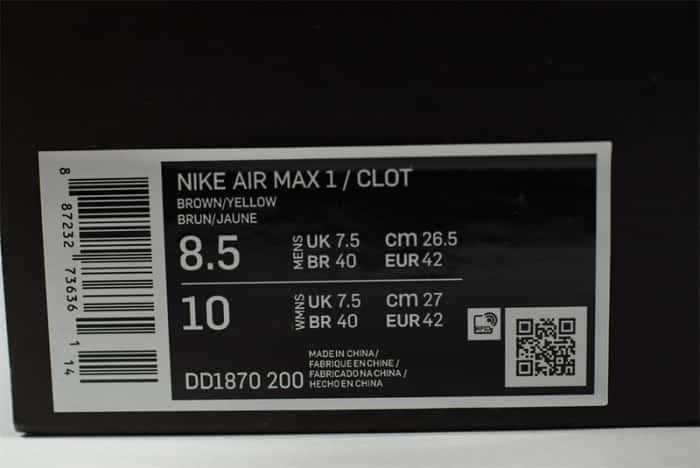 NIKE AIR MAX 1 / CLOT
BROWN/YELLOW
BRUN/JAUNE
8.5 MENS UK 7.5 cm 26.5
BR 40 EUR 42
10 WMNS UK 7.5 cm 27
BR 40 EUR 42
DD1870 200
MADE IN CHINA /
FABRIQUE EN CHINE /
FABRICADO NA CHINA /
HECHO EN CHINA
8 87232 73636 1 14
RFID